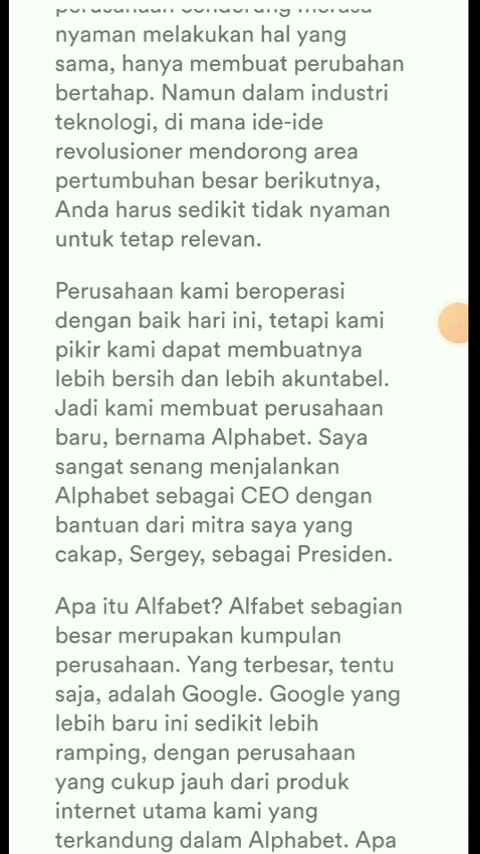 perusahaan cenderung merasa
nyaman melakukan hal yang
sama, hanya membuat perubahan
bertahap. Namun dalam industri
teknologi, di mana ide-ide
revolusioner mendorong area
pertumbuhan besar berikutnya,
Anda harus sedikit tidak nyaman
untuk tetap relevan.
Perusahaan kami beroperasi
dengan baik hari ini, tetapi kami
pikir kami dapat membuatnya
lebih bersih dan lebih akuntabel.
Jadi kami membuat perusahaan
baru, bernama Alphabet. Saya
sangat senang menjalankan
Alphabet sebagai CEO dengan
bantuan dari mitra saya yang
cakap, Sergey, sebagai Presiden.
Apa itu Alfabet? Alfabet sebagian
besar merupakan kumpulan
perusahaan. Yang terbesar, tentu
saja, adalah Google. Google yang
lebih baru ini sedikit lebih
ramping, dengan perusahaan
yang cukup jauh dari produk
internet utama kami yang
terkandung dalam Alphabet. Apa